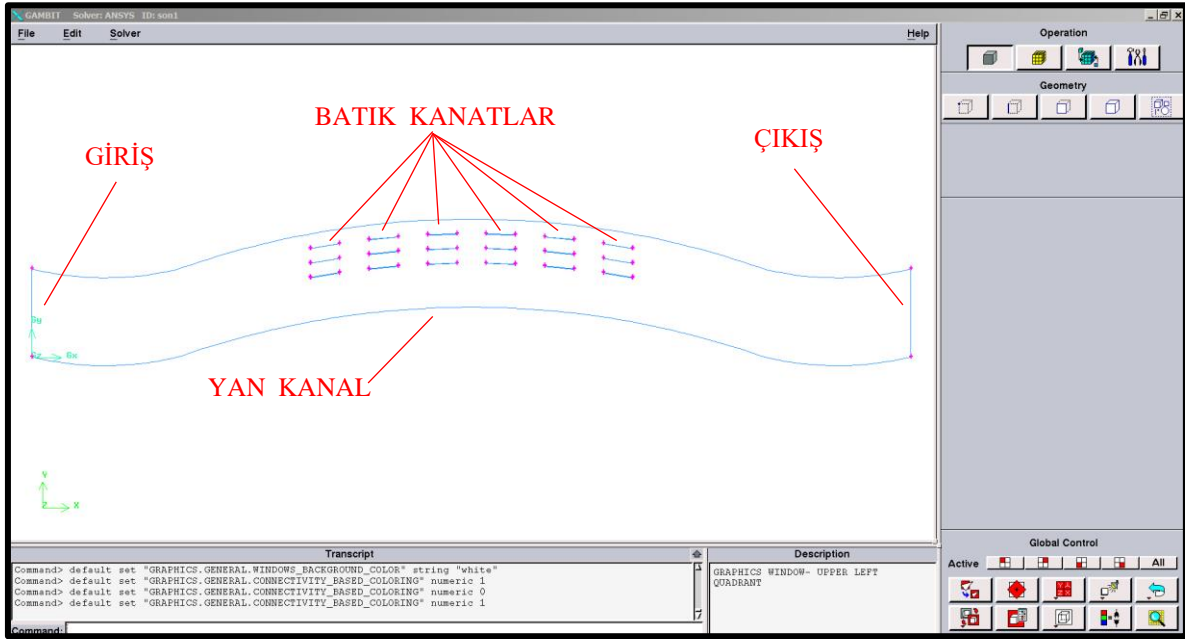 GAMBIT Solver: ANSYS ID: son1
File Edit Solver Help
Operation
Geometry
BATIK KANATLAR
GİRİŞ
ÇIKIŞ
Gy
Gz Gx
YAN KANAL
Y
Z X
Transcript
Command> default set "GRAPHICS.GENERAL.WINDOWS_BACKGROUND_COLOR" string "white"
Command> default set "GRAPHICS.GENERAL.CONNECTIVITY_BASED_COLORING" numeric 1
Command> default set "GRAPHICS.GENERAL.CONNECTIVITY_BASED_COLORING" numeric 0
Command> default set "GRAPHICS.GENERAL.CONNECTIVITY_BASED_COLORING" numeric 1
Command:
Description
GRAPHICS WINDOW- UPPER LEFT
QUADRANT
Global Control
Active All